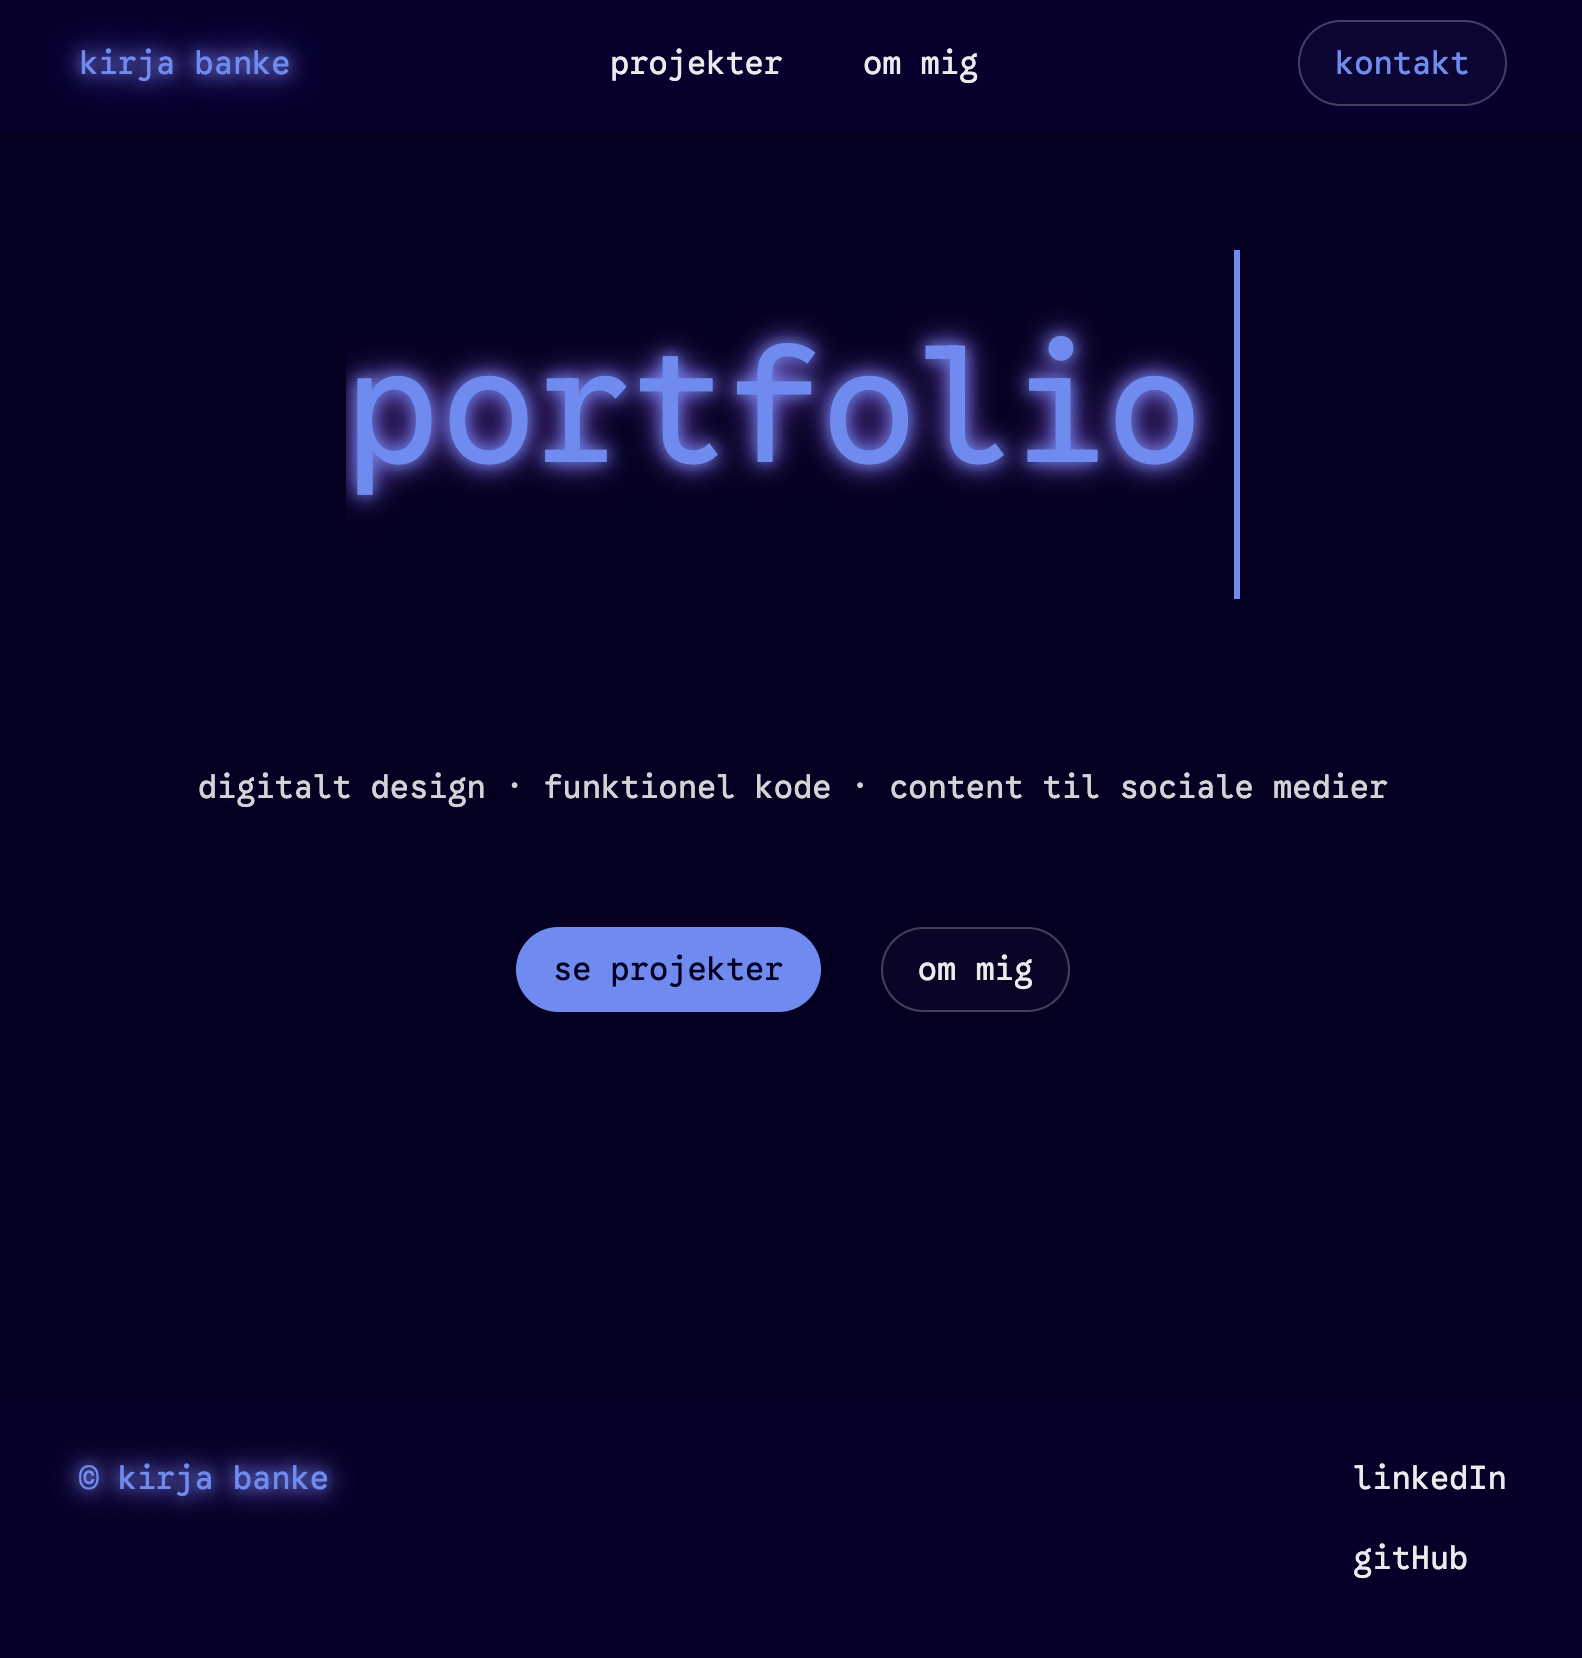 kirja banke projekter om mig kontakt
portfolio
digitalt design · funktionel kode · content til sociale medier
se projekter om mig
© kirja banke linkedIn
gitHub